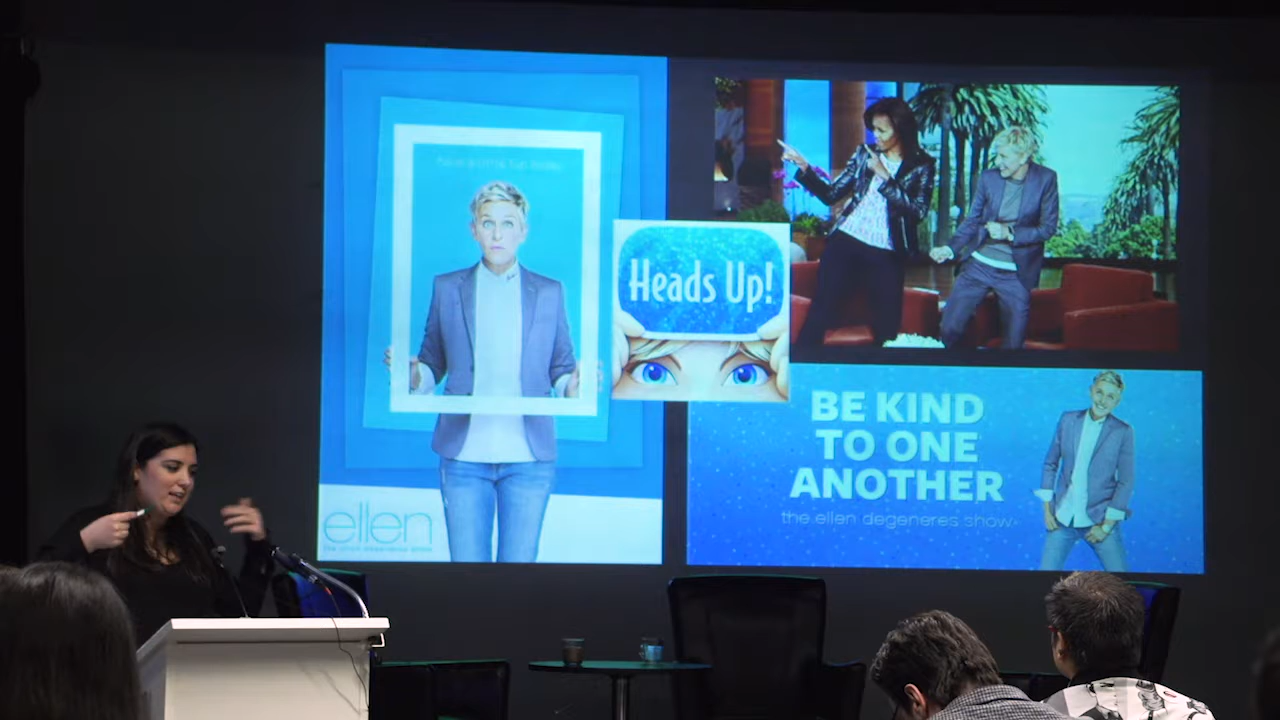 ellen
Heads Up!
BE KIND
TO ONE
ANOTHER
the ellen degeneres show